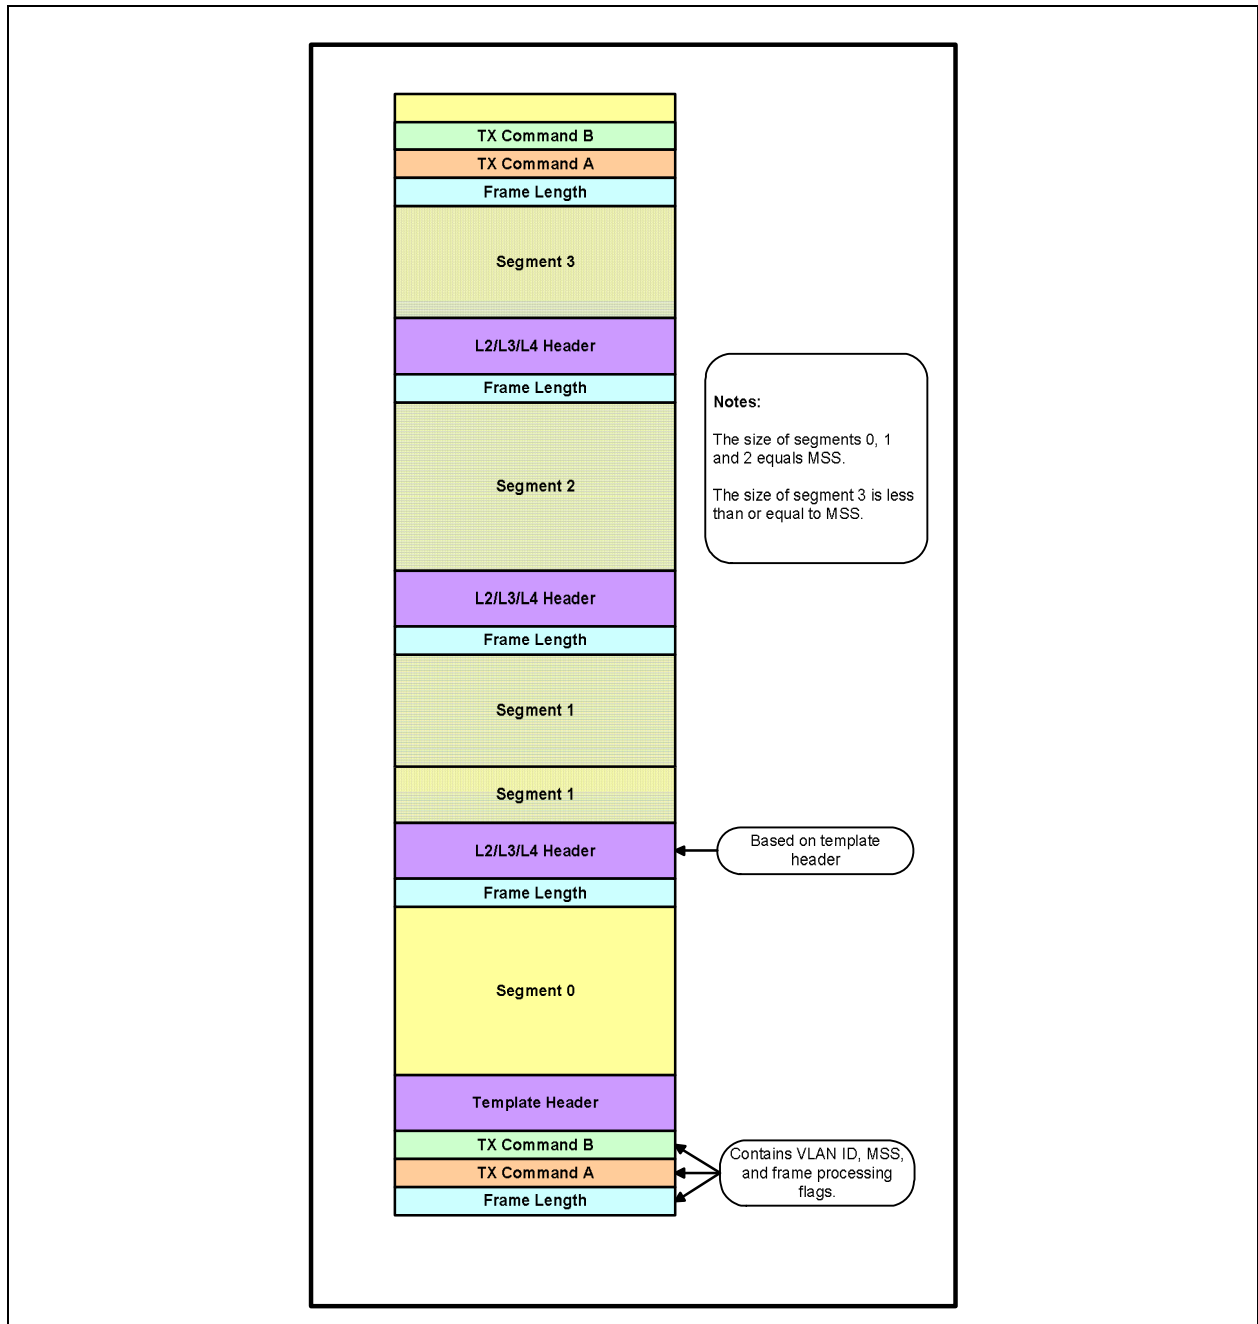 TX Command B
TX Command A
Frame Length
Segment 3
L2/L3/L4 Header
Frame Length
Segment 2
L2/L3/L4 Header
Frame Length
Segment 1
Segment 1
L2/L3/L4 Header
Frame Length
Segment 0
Template Header
TX Command B
TX Command A
Frame Length
Notes:
The size of segments 0, 1
and 2 equals MSS.
The size of segment 3 is less
than or equal to MSS.
Based on template
header
Contains VLAN ID, MSS,
and frame processing
flags.